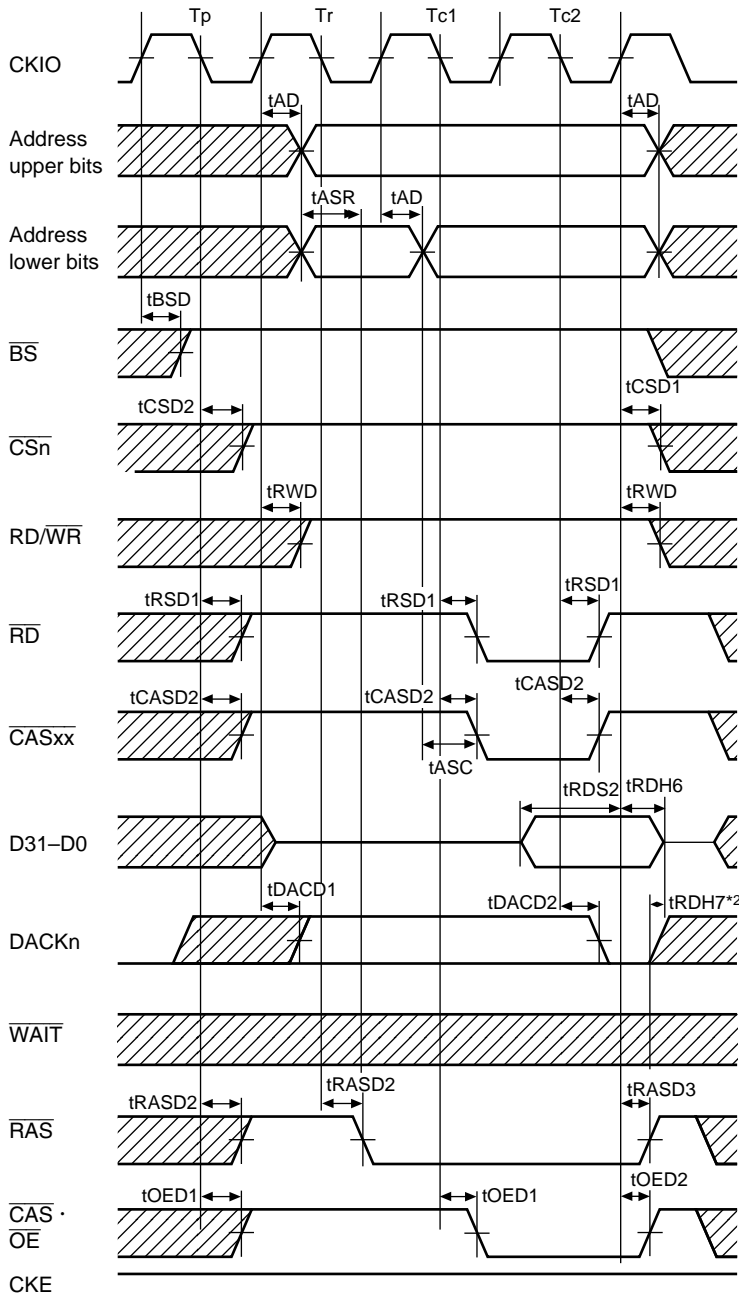 Tp Tr Tc1 Tc2
CKIO
tAD tAD
Address
upper bits
tASR tAD
Address
lower bits
tBSD
BS
tCSD2 tCSD1
CSn
tRWD tRWD
RD/WR
tRSD1 tRSD1 tRSD1
RD
tCASD2 tCASD2 tCASD2
CASxx
tASC
tRDS2 tRDH6
D31–D0
tDACD1 tDACD2 tRDH7*2
DACKn
WAIT
tRASD2 tRASD2 tRASD3
RAS
tOED1 tOED1 tOED2
CAS ·
OE
CKE